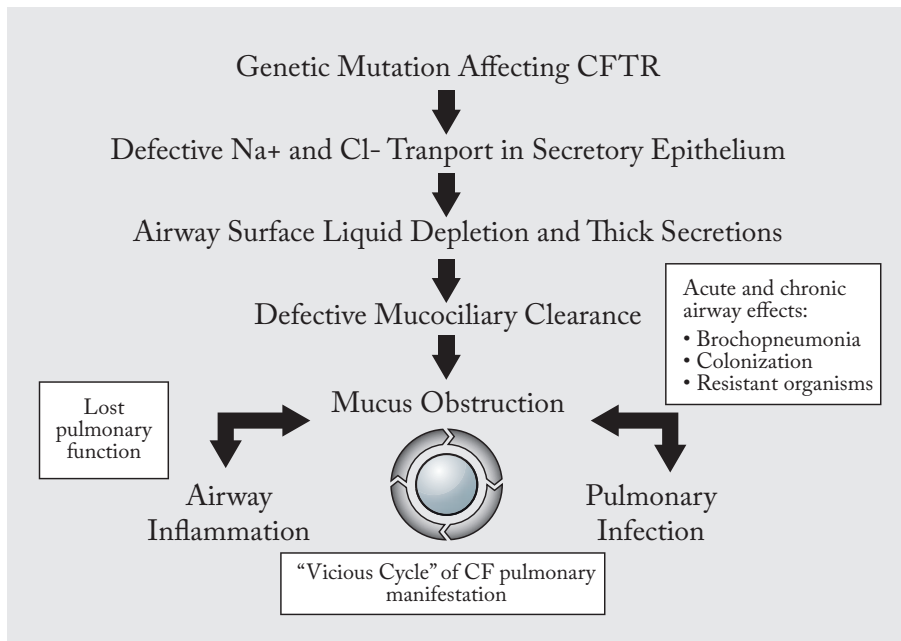 Genetic Mutation Affecting CFTR
Defective Na+ and Cl- Tranport in Secretory Epithelium
Airway Surface Liquid Depletion and Thick Secretions
Defective Mucociliary Clearance
Acute and chronic
airway effects:
• Brochopneumonia
• Colonization
• Resistant organisms
Mucus Obstruction
Lost
pulmonary
function
Airway
Inflammation
Pulmonary
Infection
“Vicious Cycle” of CF pulmonary
manifestation